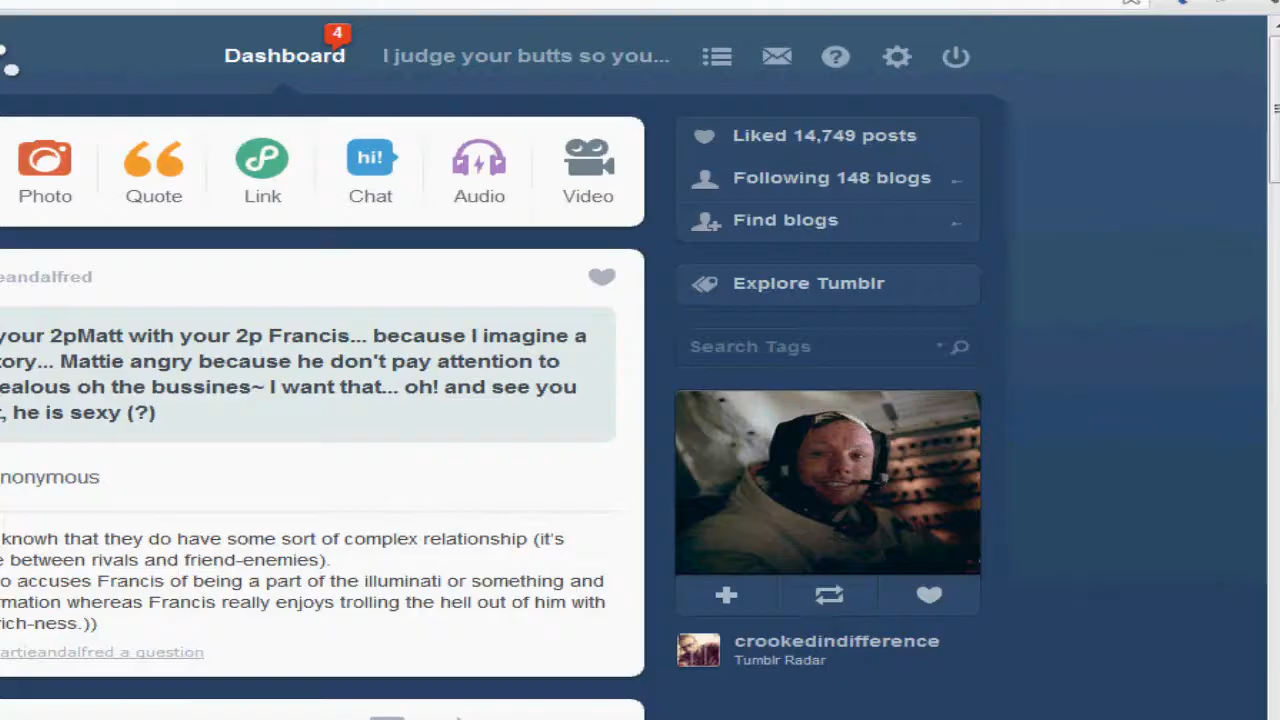 4
Dashboard
I judge your butts so you...
Photo
Quote
Link
hi!
Chat
Audio
Video
Liked 14,749 posts
Following 148 blogs
Find blogs
Explore Tumblr
Search Tags
eandalfred
your 2pMatt with your 2p Francis... because I imagine a
tory... Mattie angry because he don't pay attention to
ealous oh the bussines~ I want that... oh! and see you
, he is sexy (?)
nonymous
knowh that they do have some sort of complex relationship (it's
e between rivals and friend-enemies).
o accuses Francis of being a part of the illuminati or something and
rmation whereas Francis really enjoys trolling the hell out of him with
rich-ness.))
artieandalfred a question
crookedindifference
Tumblr Radar